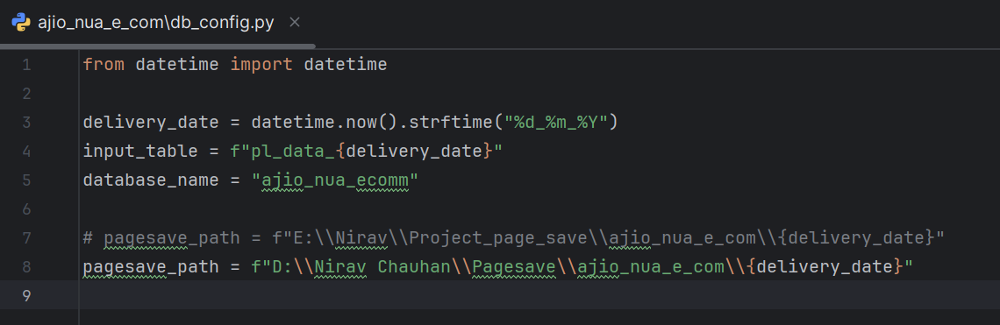 ajio_nua_e_com\db_config.py ×
1 from datetime import datetime
2
3 delivery_date = datetime.now().strftime("%d_%m_%Y")
4 input_table = f"pl_data_{delivery_date}"
5 database_name = "ajio_nua_ecomm"
6
7 # pagesave_path = f"E:\\Nirav\\Project_page_save\\ajio_nua_e_com\\{delivery_date}"
8 pagesave_path = f"D:\\Nirav Chauhan\\Pagesave\\ajio_nua_e_com\\{delivery_date}"
9